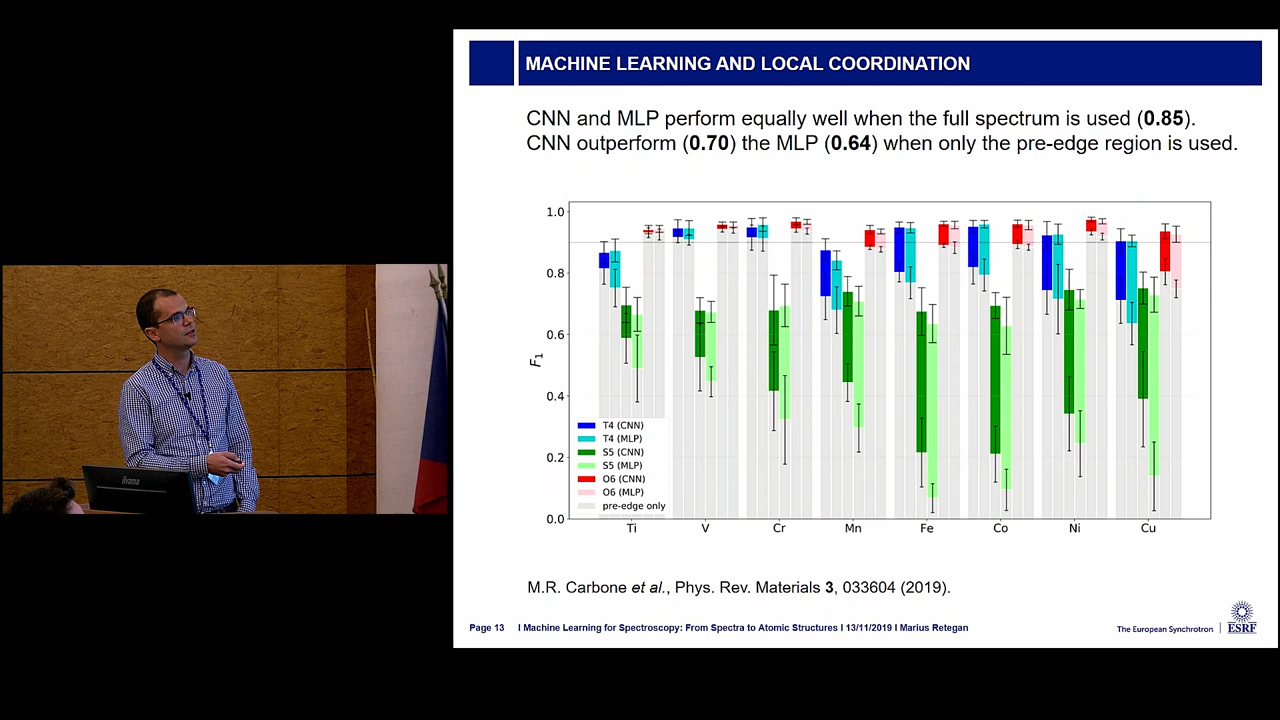 MACHINE LEARNING AND LOCAL COORDINATION
CNN and MLP perform equally well when the full spectrum is used (0.85).
CNN outperform (0.70) the MLP (0.64) when only the pre-edge region is used.
1.0
0.8
0.6
0.4
0.2
0.0
F1
T4 (CNN)
T4 (MLP)
S5 (CNN)
S5 (MLP)
O6 (CNN)
O6 (MLP)
pre-edge only
Ti V Cr Mn Fe Co Ni Cu
M.R. Carbone et al., Phys. Rev. Materials 3, 033604 (2019).
Page 13 I Machine Learning for Spectroscopy: From Spectra to Atomic Structures I 13/11/2019 I Marius Retegan
The European Synchrotron | ESRF
iiyama